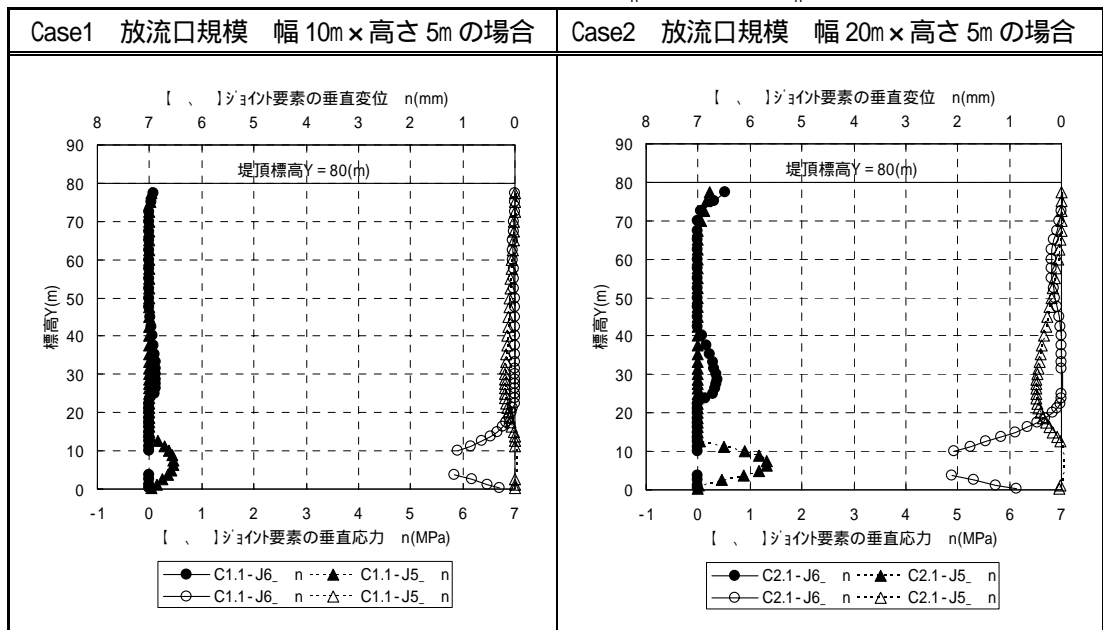 Case1 放流口規模 幅 10m×高さ 5m の場合
【 、 】ジョイント要素の垂直変位 n(mm)
8 7 6 5 4 3 2 1 0
堤頂標高Y = 80(m)
標高Y(m)
90
80
70
60
50
40
30
20
10
0
-1 0 1 2 3 4 5 6 7
【 、 】ジョイント要素の垂直応力 n(MPa)
C1.1-J6_ n C1.1-J5_ n
C1.1-J6_ n C1.1-J5_ n
Case2 放流口規模 幅 20m×高さ 5m の場合
【 、 】ジョイント要素の垂直変位 n(mm)
8 7 6 5 4 3 2 1 0
堤頂標高Y = 80(m)
標高Y(m)
90
80
70
60
50
40
30
20
10
0
-1 0 1 2 3 4 5 6 7
【 、 】ジョイント要素の垂直応力 n(MPa)
C2.1-J6_ n C2.1-J5_ n
C2.1-J6_ n C2.1-J5_ n